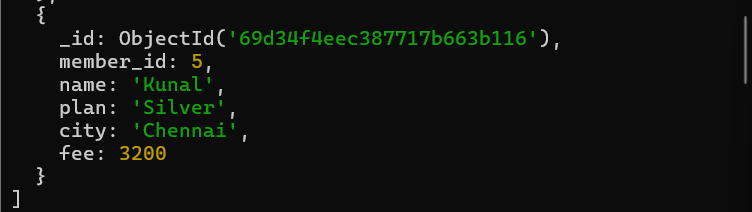 {
_id: ObjectId('69d34f4eec387717b663b116'),
member_id: 5,
name: 'Kunal',
plan: 'Silver',
city: 'Chennai',
fee: 3200
}
]